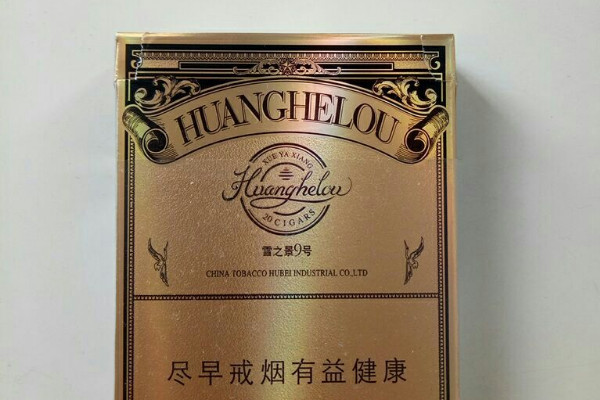 HUANGHELOU
XUE YA XIANG
Huanghelou
20 CIGARS
雪之景9号
CHINA TOBACCO HUBEI INDUSTRIAL CO.,LTD
尽早戒烟有益健康